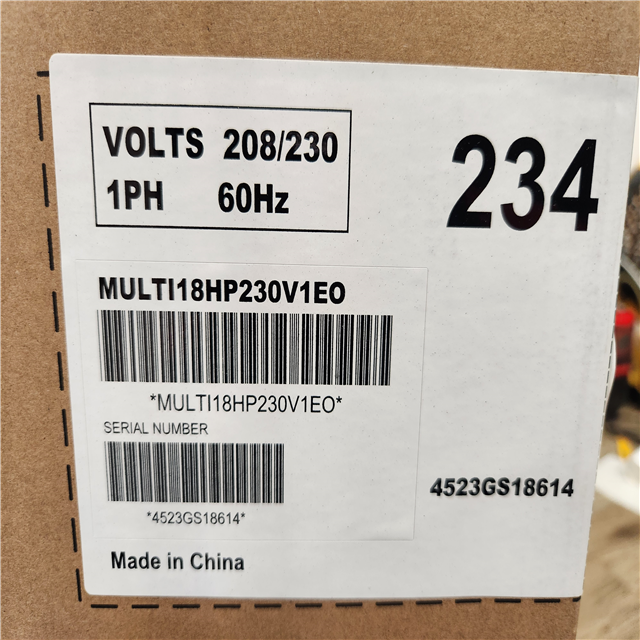 VOLTS 208/230
1PH 60Hz
234
MULTI18HP230V1EO
*MULTI18HP230V1EO*
SERIAL NUMBER
*4523GS18614*
4523GS18614
Made in China